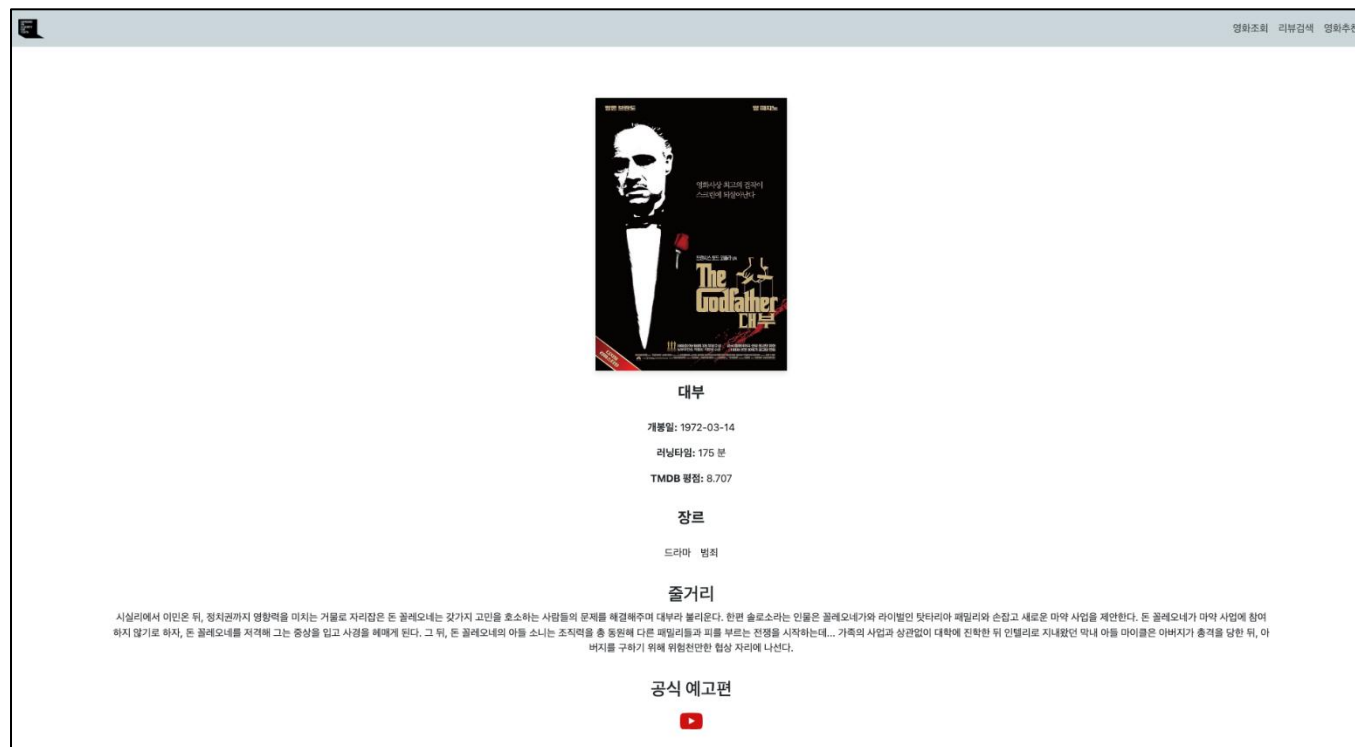 영화조회 리뷰검색 영화추천
말론 브란도 알 파치노
영화사상 최고의 걸작이
스크린에 되살아난다
The
Godfather
대부
대부
개봉일: 1972-03-14
러닝타임: 175 분
TMDB 평점: 8.707
장르
드라마 범죄
줄거리
시실리에서 이민온 뒤, 정치권까지 영향력을 미치는 거물로 자리잡은 돈 꼴레오네는 갖가지 고민을 호소하는 사람들의 문제를 해결해주며 대부라 불리운다. 한편 솔로소라는 인물은 꼴레오네가와 라이벌인 탓타리아 패밀리와 손잡고 새로운 마약 사업을 제안한다. 돈 꼴레오네가 마약 사업에 참여
하지 않기로 하자, 돈 꼴레오네를 저격해 그는 중상을 입고 사경을 헤매게 된다. 그 뒤, 돈 꼴레오네의 아들 소니는 조직력을 총 동원해 다른 패밀리들과 피를 부르는 전쟁을 시작하는데... 가족의 사업과 상관없이 대학에 진학한 뒤 인텔리로 지내왔던 막내 아들 마이클은 아버지가 총격을 당한 뒤, 아
버지를 구하기 위해 위험천만한 협상 자리에 나선다.
공식 예고편